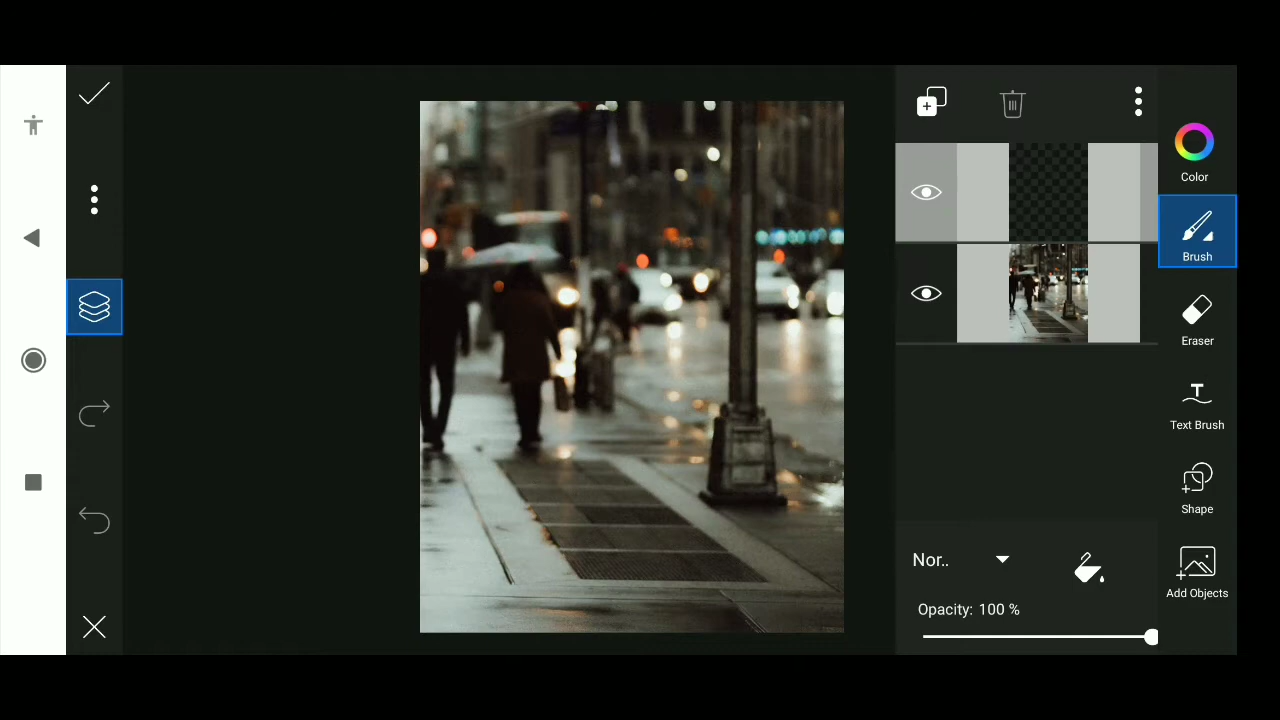 Color
Brush
Eraser
Text Brush
Shape
Add Objects
Nor..
Opacity: 100 %